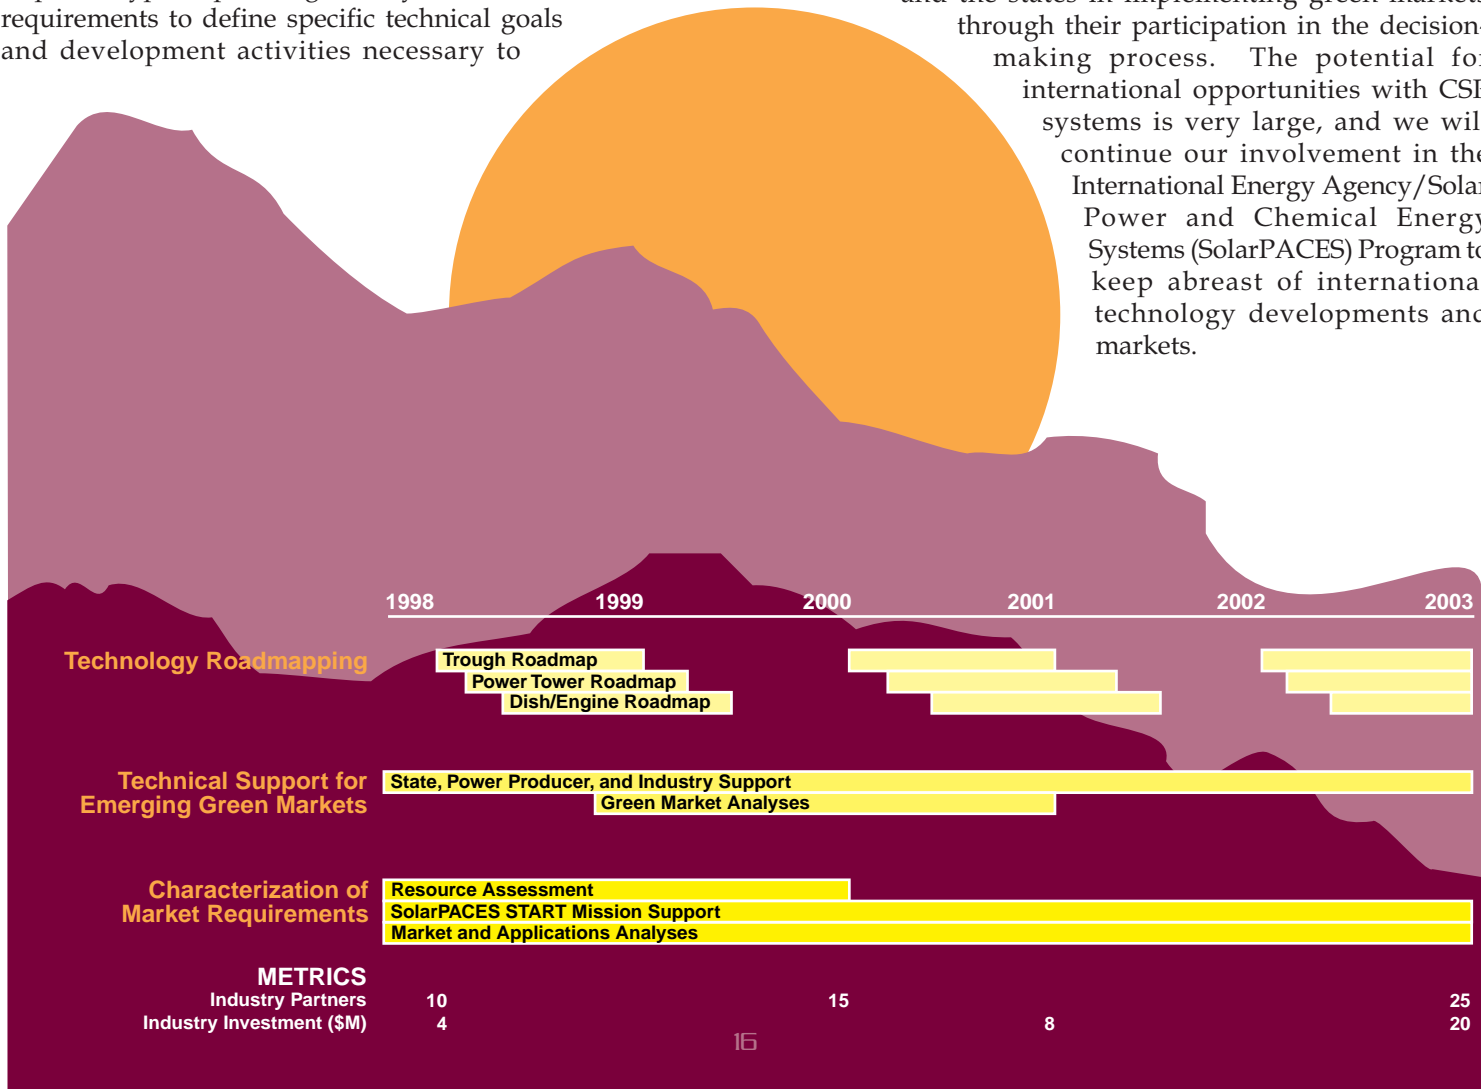 requirements to define specific technical goals
and development activities necessary to
through their participation in the decision-
making process. The potential for
international opportunities with
systems is very large, and we
continue our involvement in the
International Energy Agency/Solar
Power and Chemical Energy
Systems (SolarPACES) Program to
keep abreast of
technology developments and
markets.
1998 1999 2000 2001 2002 2003
Technology Roadmapping
Trough Roadmap
Power Tower Roadmap
Dish/Engine Roadmap
Technical Support for
Emerging Green Markets
State, Power Producer, and Industry Support
Green Market Analyses
Characterization of
Market Requirements
Resource Assessment
SolarPACES START Mission Support
Market and Applications Analyses
METRICS
Industry Partners 10 15 25
Industry Investment ($M) 4 8 20
16